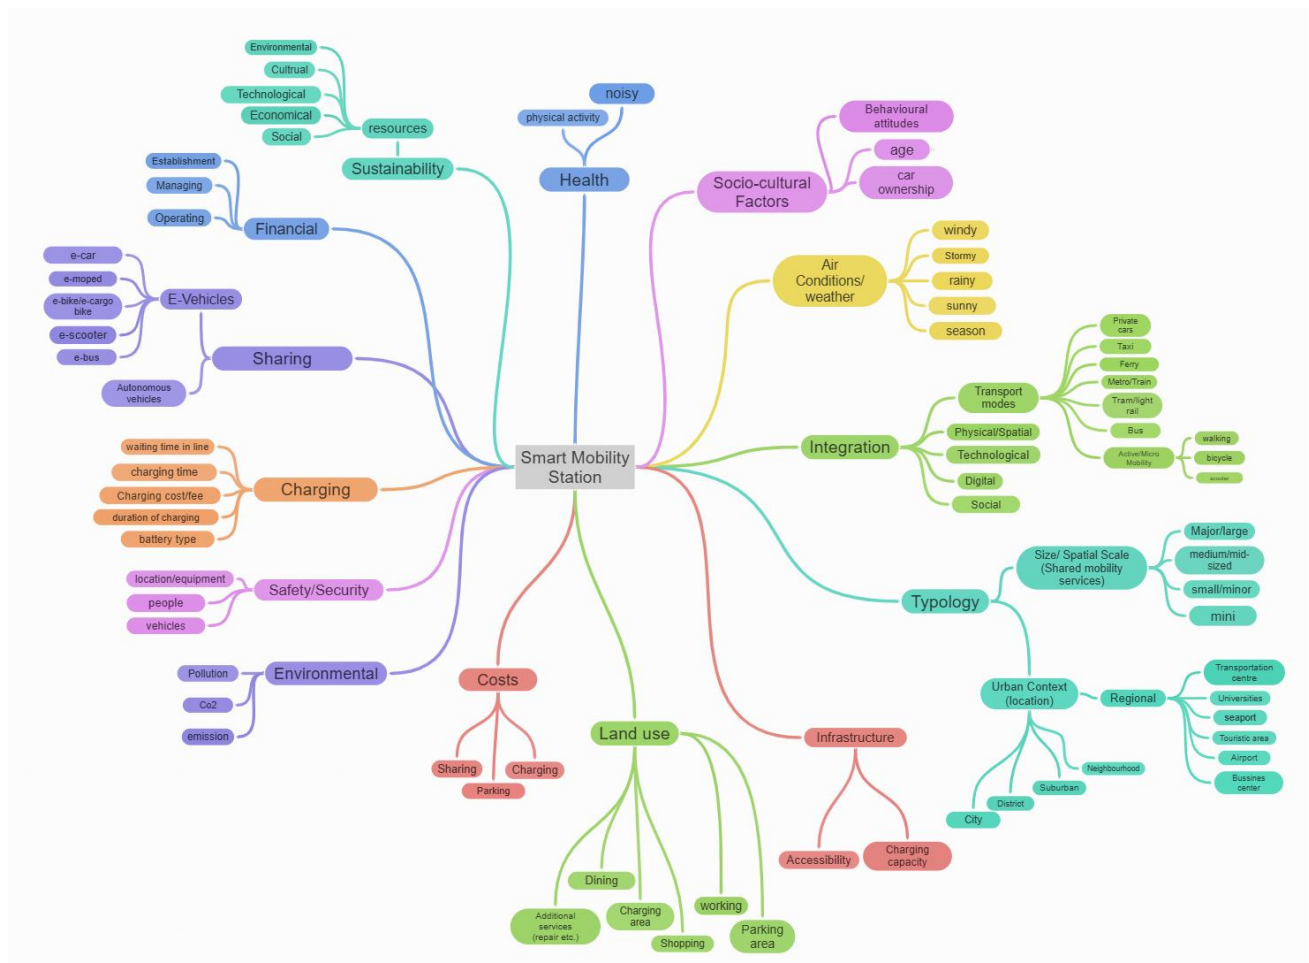 Smart Mobility
Station
Sustainability
resources
Environmental
Cultrual
Technological
Economical
Social
Financial
Establishment
Managing
Operating
Sharing
E-Vehicles
e-car
e-moped
e-bike/e-cargo
bike
e-scooter
e-bus
Autonomous
vehicles
Charging
waiting time in line
charging time
Charging cost/fee
duration of charging
battery type
Safety/Security
location/equipment
people
vehicles
Environmental
Pollution
Co2
emission
Costs
Sharing
Parking
Charging
Land use
Additional
services
(repair etc.)
Dining
Charging
area
Shopping
working
Parking
area
Infrastructure
Accessibility
Charging
capacity
Health
physical activity
noisy
Socio-cultural
Factors
Behavioural
attitudes
age
car
ownership
Air
Conditions/
weather
windy
Stormy
rainy
sunny
season
Integration
Transport
modes
Private
cars
Taxi
Ferry
Metro/Train
Tram/light
rail
Bus
Active/Micro
Mobility
walking
bicycle
scooter
Physical/Spatial
Technological
Digital
Social
Typology
Size/ Spatial Scale
(Shared mobility
services)
Major/large
medium/mid-
sized
small/minor
mini
Urban Context
(location)
Regional
Transportation
centre
Universities
seaport
Touristic area
Airport
Bussines
center
Neighbourhood
Suburban
District
City